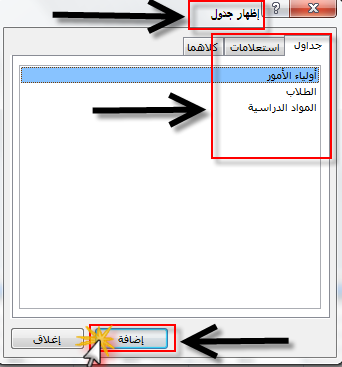 إظهار جدول
جداول استعلامات كلاهما
أولياء الأمور
الطلاب
المواد الدراسية
إضافة إغلاق